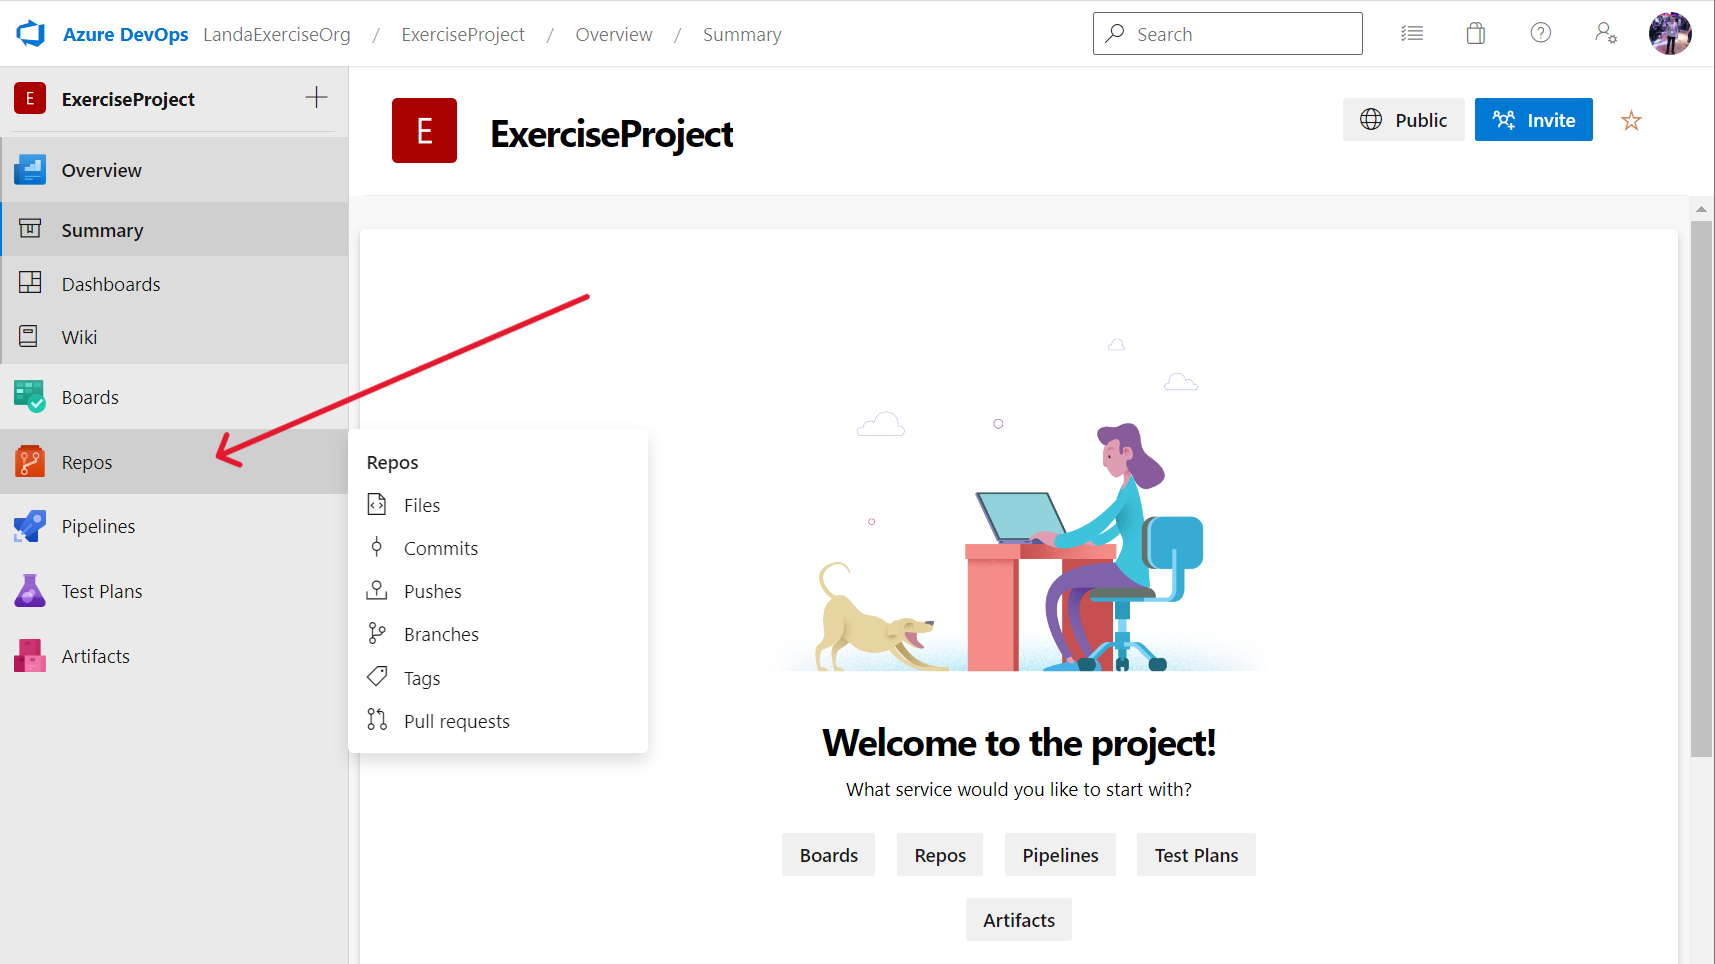 Azure DevOps LandaExerciseOrg / ExerciseProject / Overview / Summary
Search
E ExerciseProject
Overview
Summary
Dashboards
Wiki
Boards
Repos
Pipelines
Test Plans
Artifacts
E ExerciseProject
Public
Invite
Repos
Files
Commits
Pushes
Branches
Tags
Pull requests
Welcome to the project!
What service would you like to start with?
Boards Repos Pipelines Test Plans
Artifacts